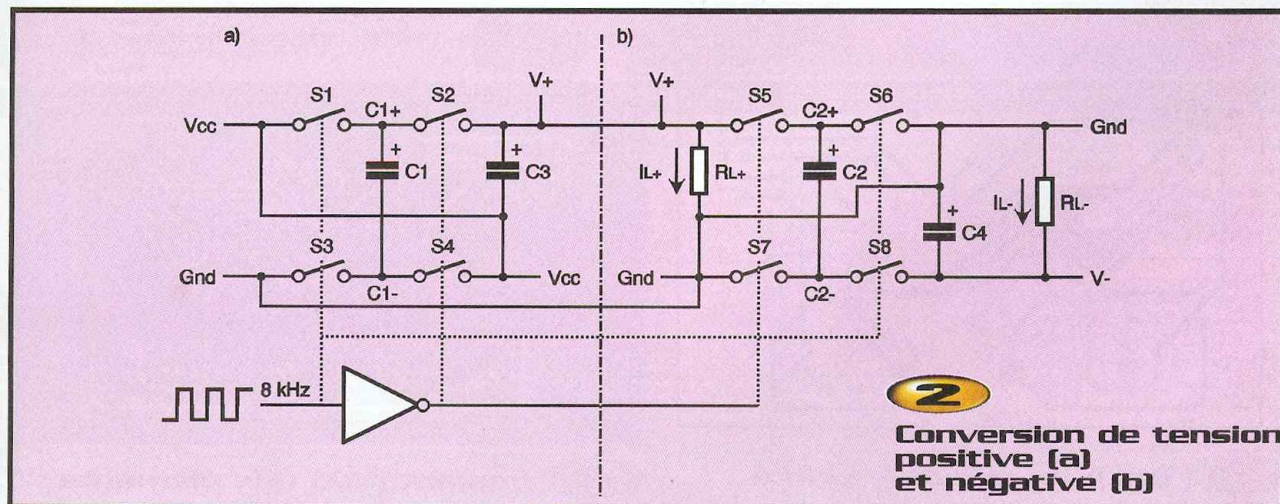 a)
b)
V+
V+
S1
C1+
S2
S5
C2+
S6
Vcc
Gnd
+
C1
+
C3
IL+
RL+
+
C2
+
C4
IL-
RL-
S3
S4
S7
S8
Gnd
C1-
Vcc
Gnd
C2-
V-
8 kHz
2
Conversion de tension
positive (a)
et négative (b)